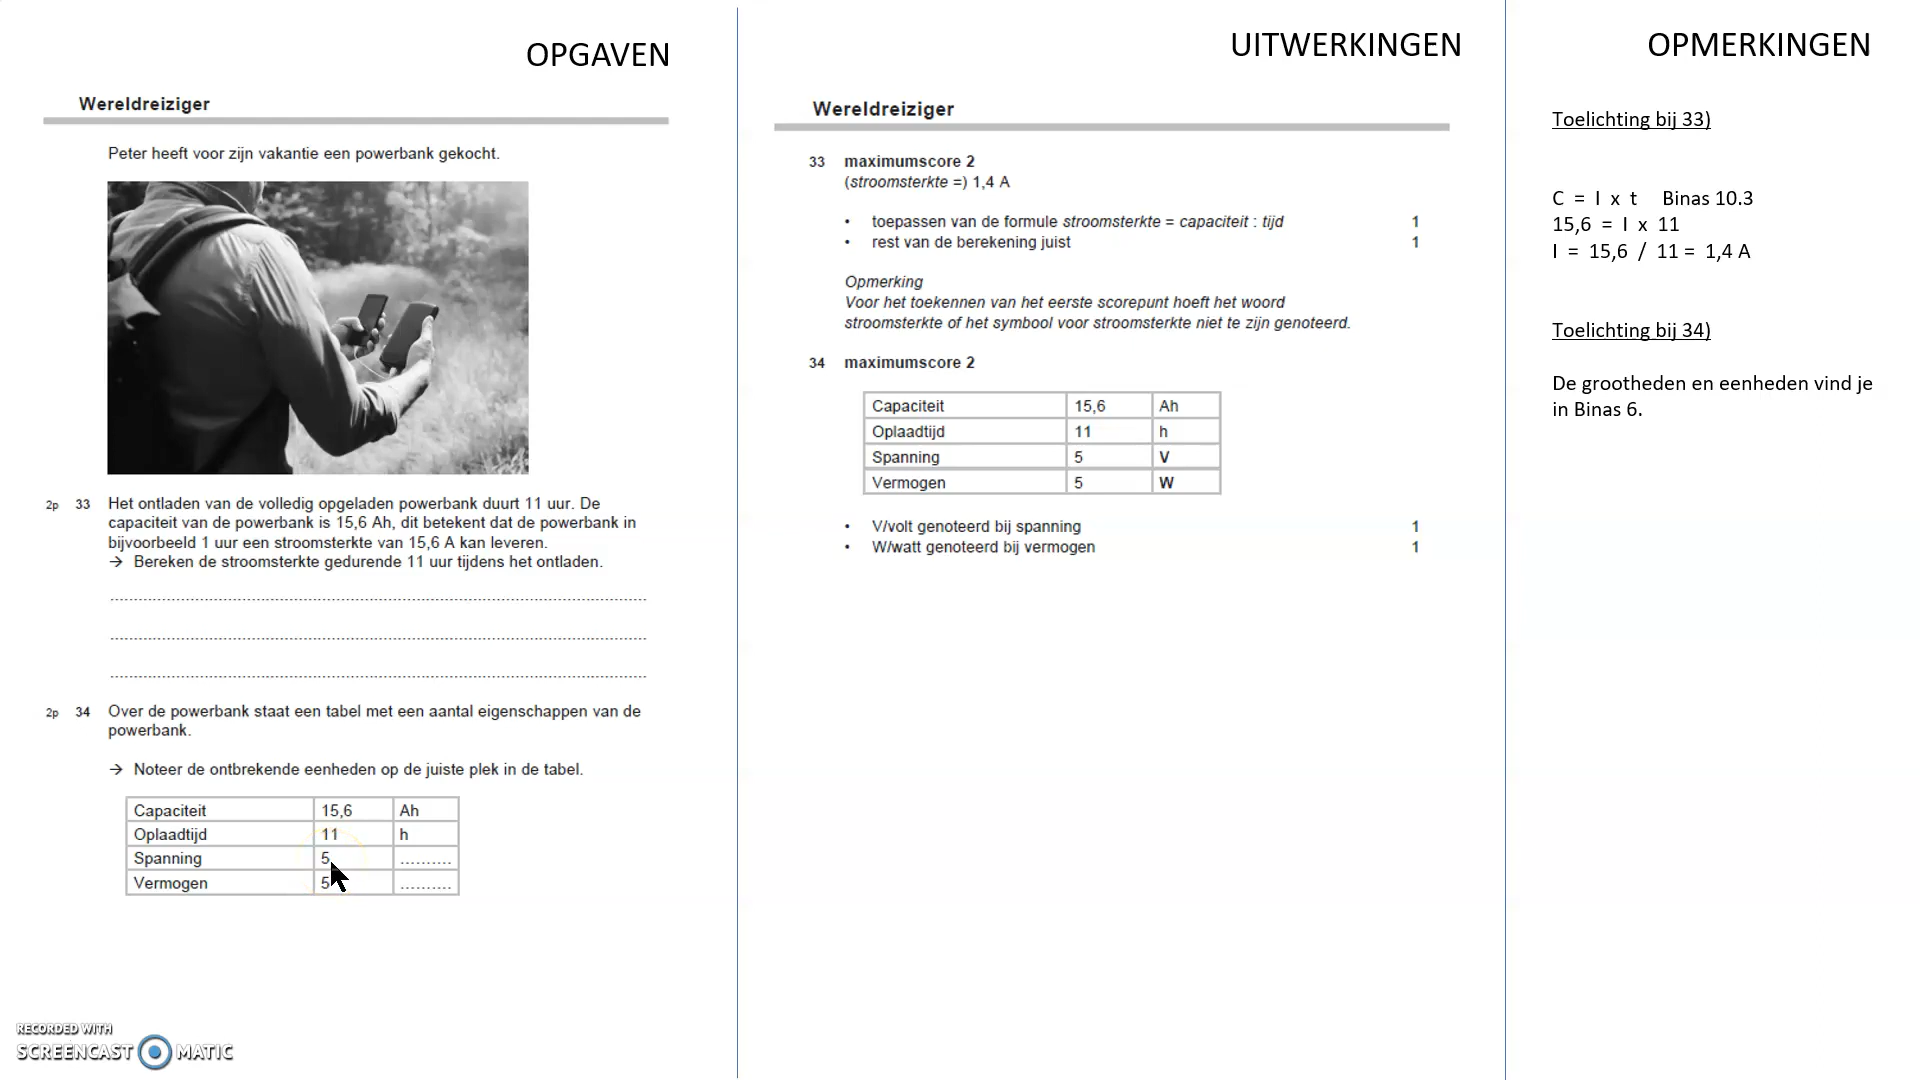 OPGAVEN
Wereldreiziger
Peter heeft voor zijn vakantie een powerbank gekocht.
2p 33 Het ontladen van de volledig opgeladen powerbank duurt 11 uur. De
capaciteit van de powerbank is 15,6 Ah, dit betekent dat de powerbank in
bijvoorbeeld 1 uur een stroomsterkte van 15,6 A kan leveren.
→ Bereken de stroomsterkte gedurende 11 uur tijdens het ontladen.
2p 34 Over de powerbank staat een tabel met een aantal eigenschappen van de
powerbank.
→ Noteer de ontbrekende eenheden op de juiste plek in de tabel.
Capaciteit 15,6 Ah
Oplaadtijd 11 h
Spanning 5 ..........
Vermogen 5 ..........
RECORDED WITH
SCREENCAST MATIC
UITWERKINGEN
Wereldreiziger
33 maximumscore 2
(stroomsterkte =) 1,4 A
• toepassen van de formule stroomsterkte = capaciteit : tijd 1
• rest van de berekening juist 1
Opmerking
Voor het toekennen van het eerste scorepunt hoeft het woord
stroomsterkte of het symbool voor stroomsterkte niet te zijn genoteerd.
34 maximumscore 2
Capaciteit 15,6 Ah
Oplaadtijd 11 h
Spanning 5 V
Vermogen 5 W
• V/volt genoteerd bij spanning 1
• W/watt genoteerd bij vermogen 1
OPMERKINGEN
Toelichting bij 33)
C = I x t Binas 10.3
15,6 = I x 11
I = 15,6 / 11 = 1,4 A
Toelichting bij 34)
De grootheden en eenheden vind je
in Binas 6.